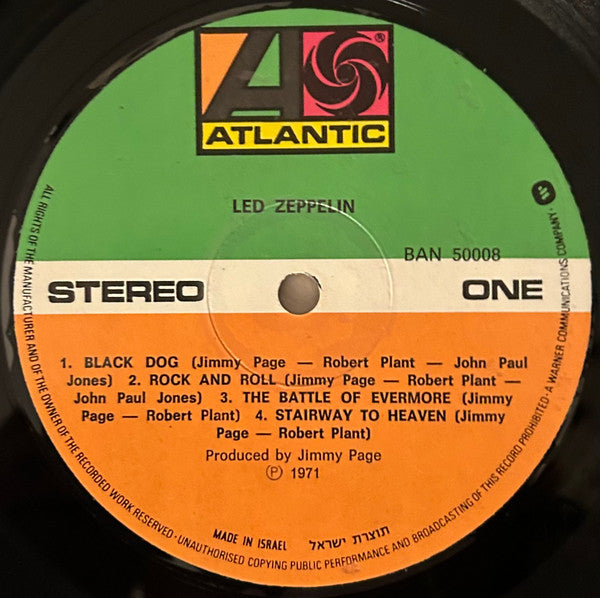 ATLANTIC
®
LED ZEPPELIN
BAN 50008
STEREO
ONE
1. BLACK DOG (Jimmy Page — Robert Plant — John Paul
Jones) 2. ROCK AND ROLL (Jimmy Page — Robert Plant —
John Paul Jones) 3. THE BATTLE OF EVERMORE (Jimmy
Page — Robert Plant) 4. STAIRWAY TO HEAVEN (Jimmy
Page — Robert Plant)
Produced by Jimmy Page
Ⓟ 1971
MADE IN ISRAEL תוצרת ישראל
ALL RIGHTS OF THE MANUFACTURER AND OF THE OWNER OF THE RECORDED WORK RESERVED·UNAUTHORISED COPYING PUBLIC PERFORMANCE AND BROADCASTING OF THIS RECORD PROHIBITED·A WARNER COMMUNICATIONS COMPANY·